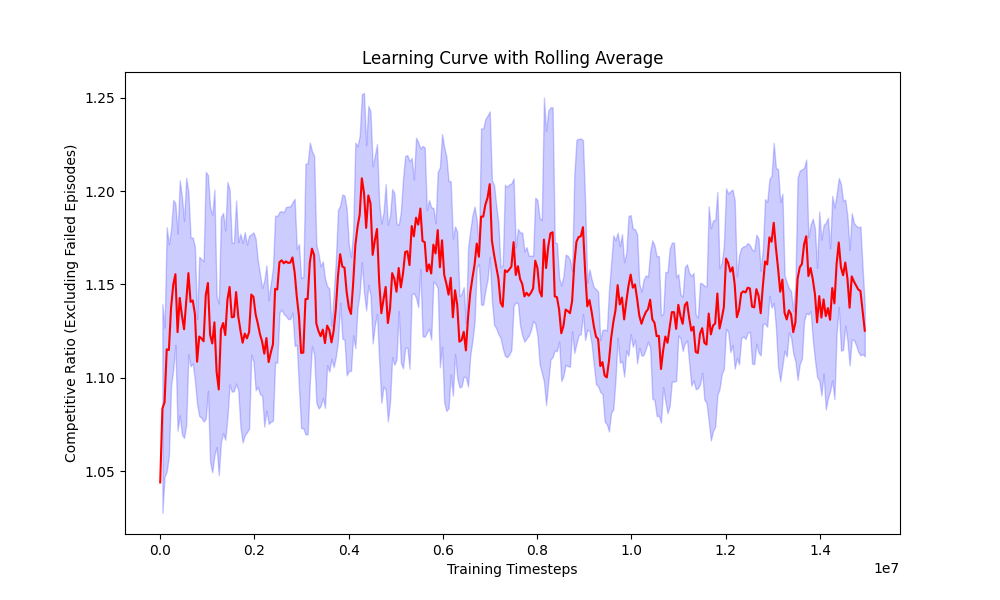 Learning Curve with Rolling Average
Competitive Ratio (Excluding Failed Episodes)
1.25
1.20
1.15
1.10
1.05
0.0 0.2 0.4 0.6 0.8 1.0 1.2 1.4
1e7
Training Timesteps